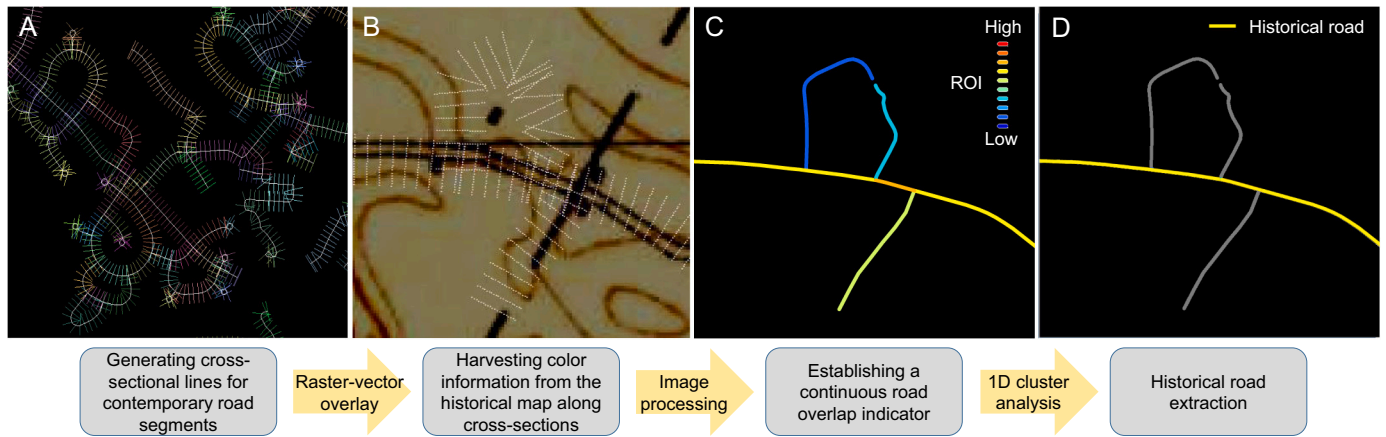 A
B
C
High
ROI
Low
D
Historical road
Generating cross-
sectional lines for
contemporary road
segments
Raster-vector
overlay
Harvesting color
information from the
historical map along
cross-sections
Image
processing
Establishing a
continuous road
overlap indicator
1D cluster
analysis
Historical road
extraction